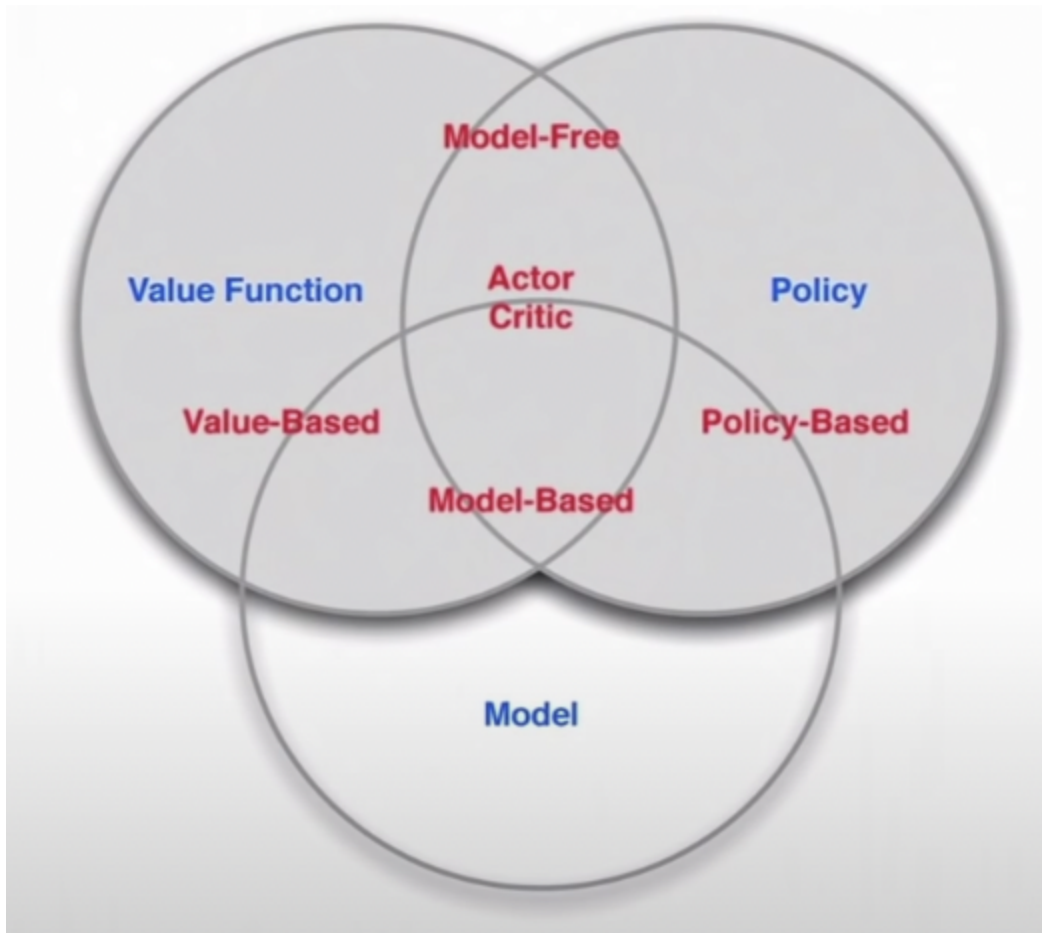 Model-Free
Actor
Critic
Value Function
Policy
Value-Based
Policy-Based
Model-Based
Model